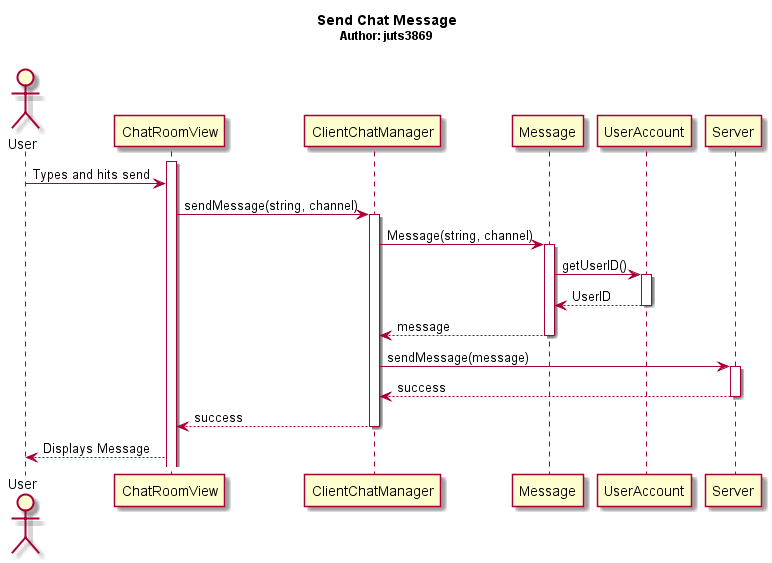 Send Chat Message
Author: juts3869
User
ChatRoomView
ClientChatManager
Message
UserAccount
Server
Types and hits send
sendMessage(string, channel)
Message(string, channel)
getUserID()
UserID
message
sendMessage(message)
success
success
Displays Message
User
ChatRoomView
ClientChatManager
Message
UserAccount
Server